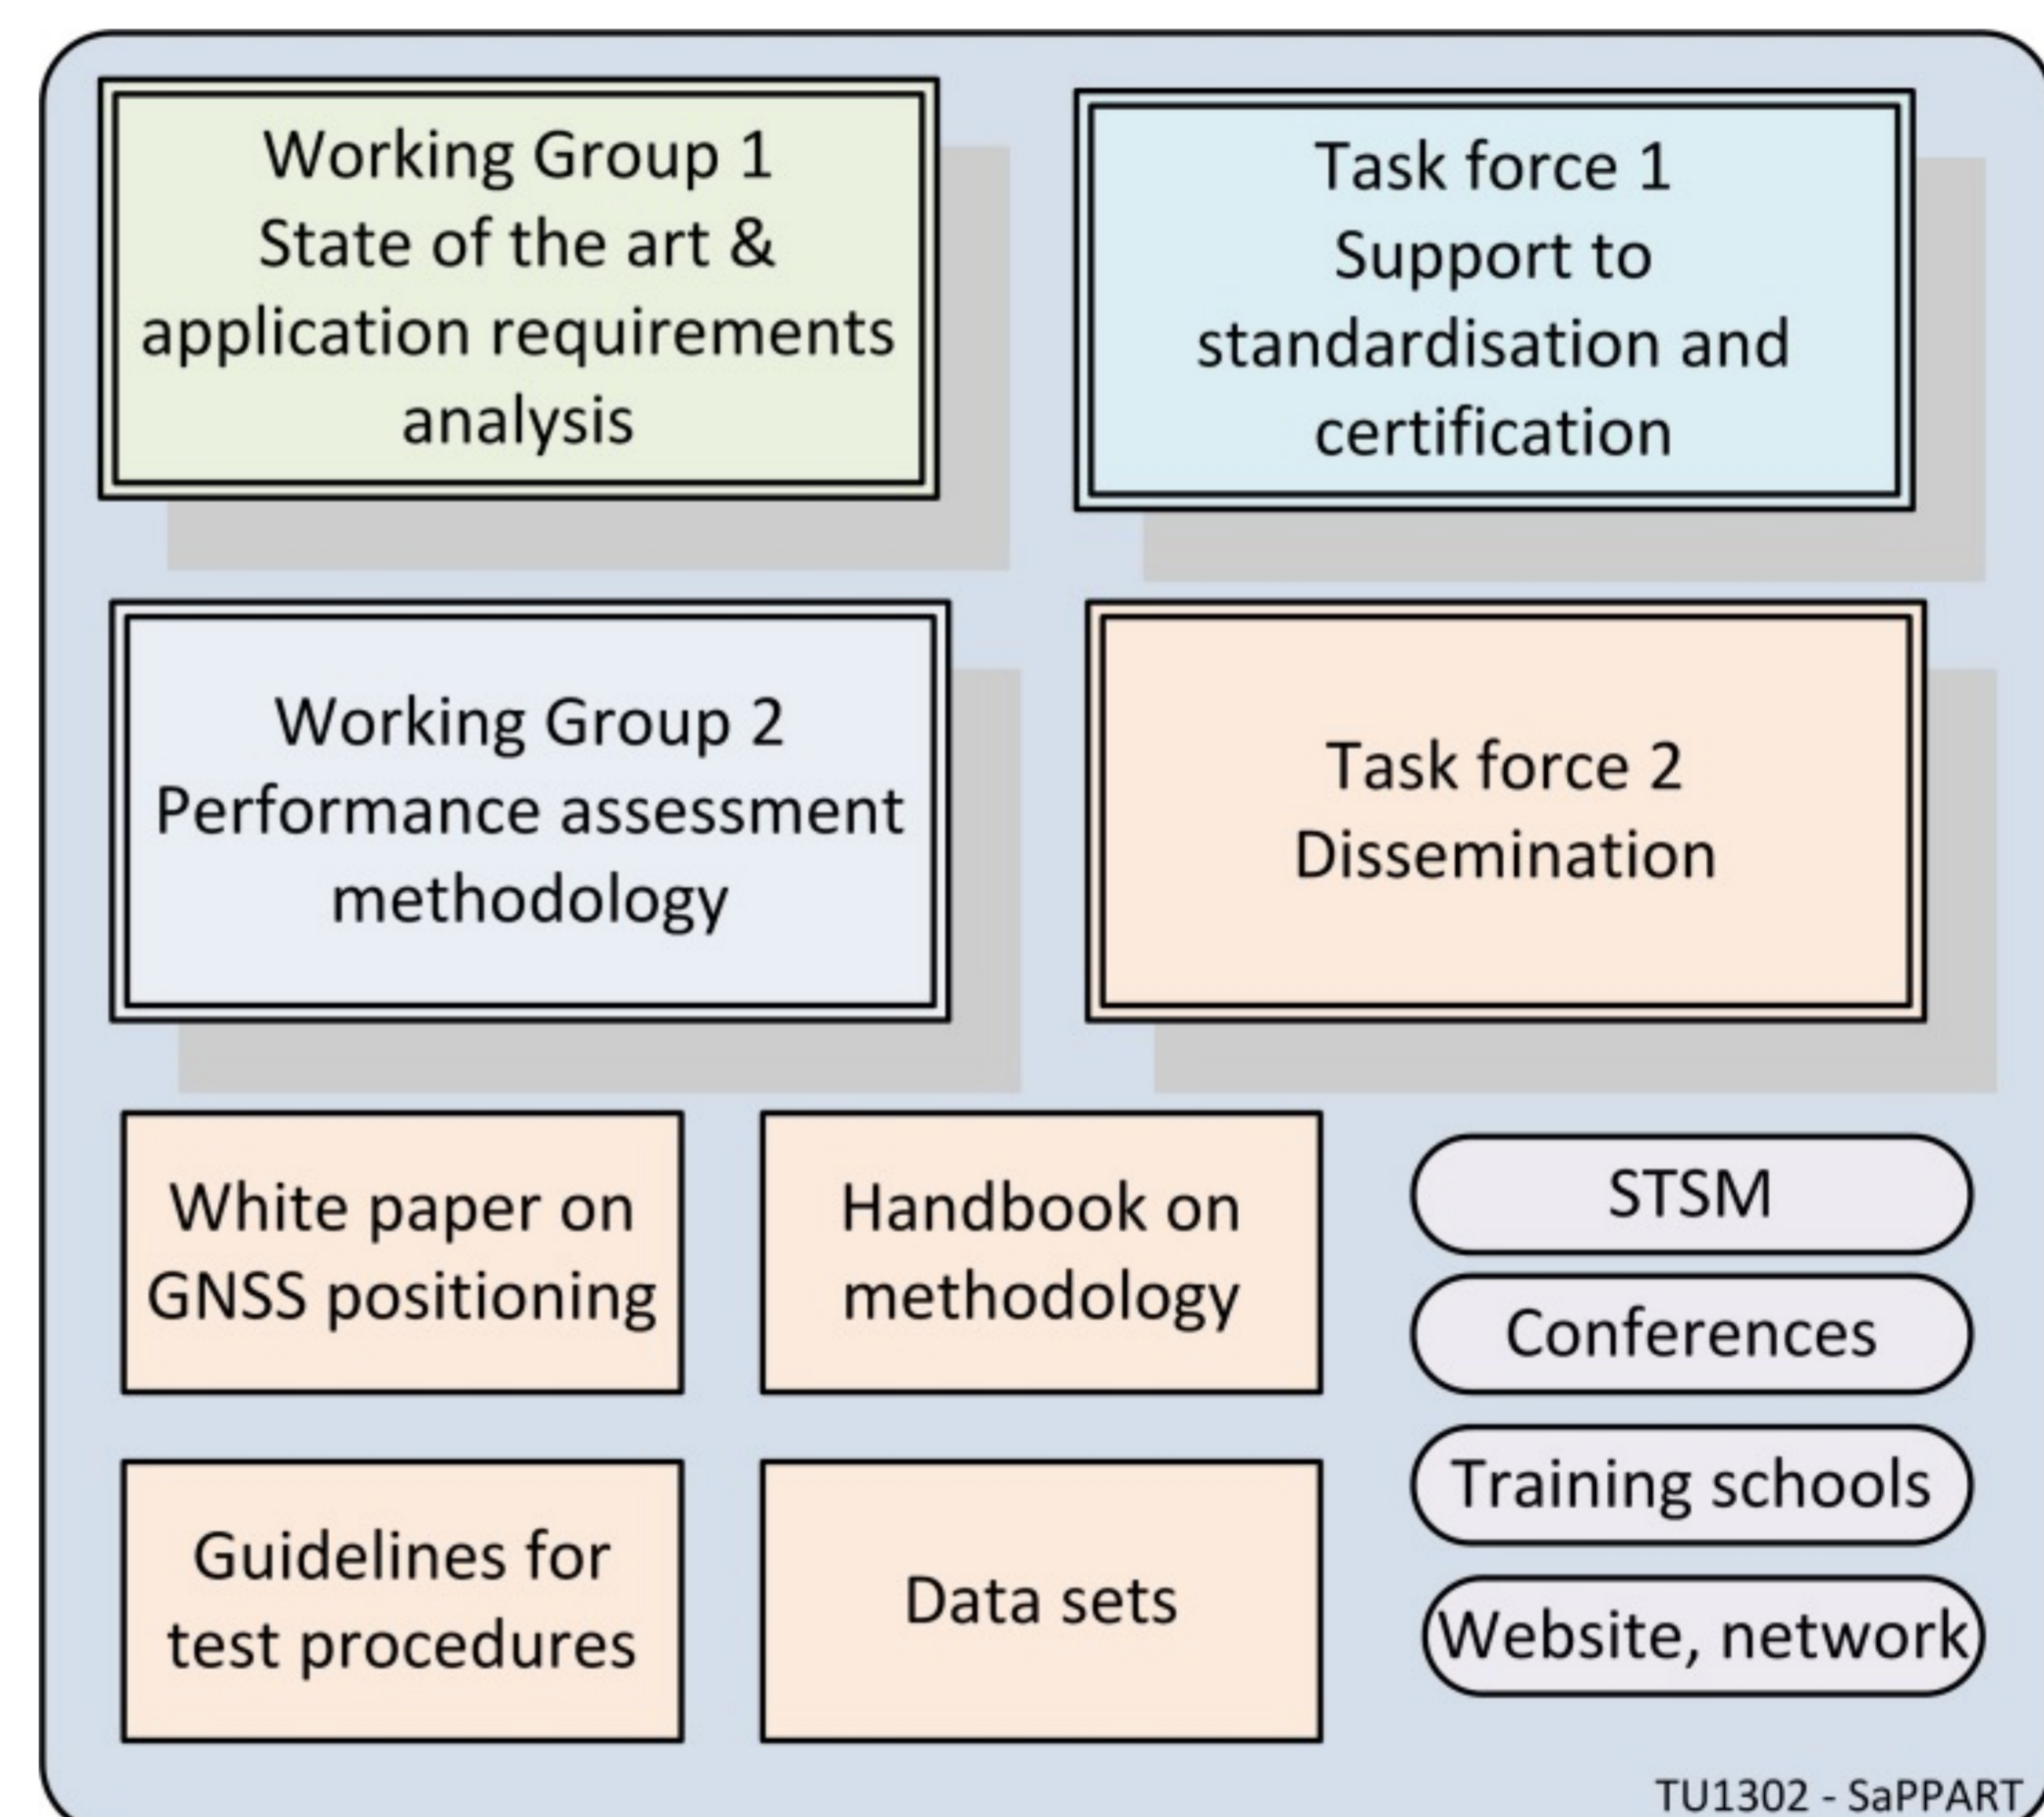 Working Group 1
State of the art &
application requirements
analysis
Task force 1
Support to
standardisation and
certification
Working Group 2
Performance assessment
methodology
Task force 2
Dissemination
White paper on
GNSS positioning
Handbook on
methodology
STSM
Conferences
Guidelines for
test procedures
Data sets
Training schools
Website, network
TU1302 - SaPPART